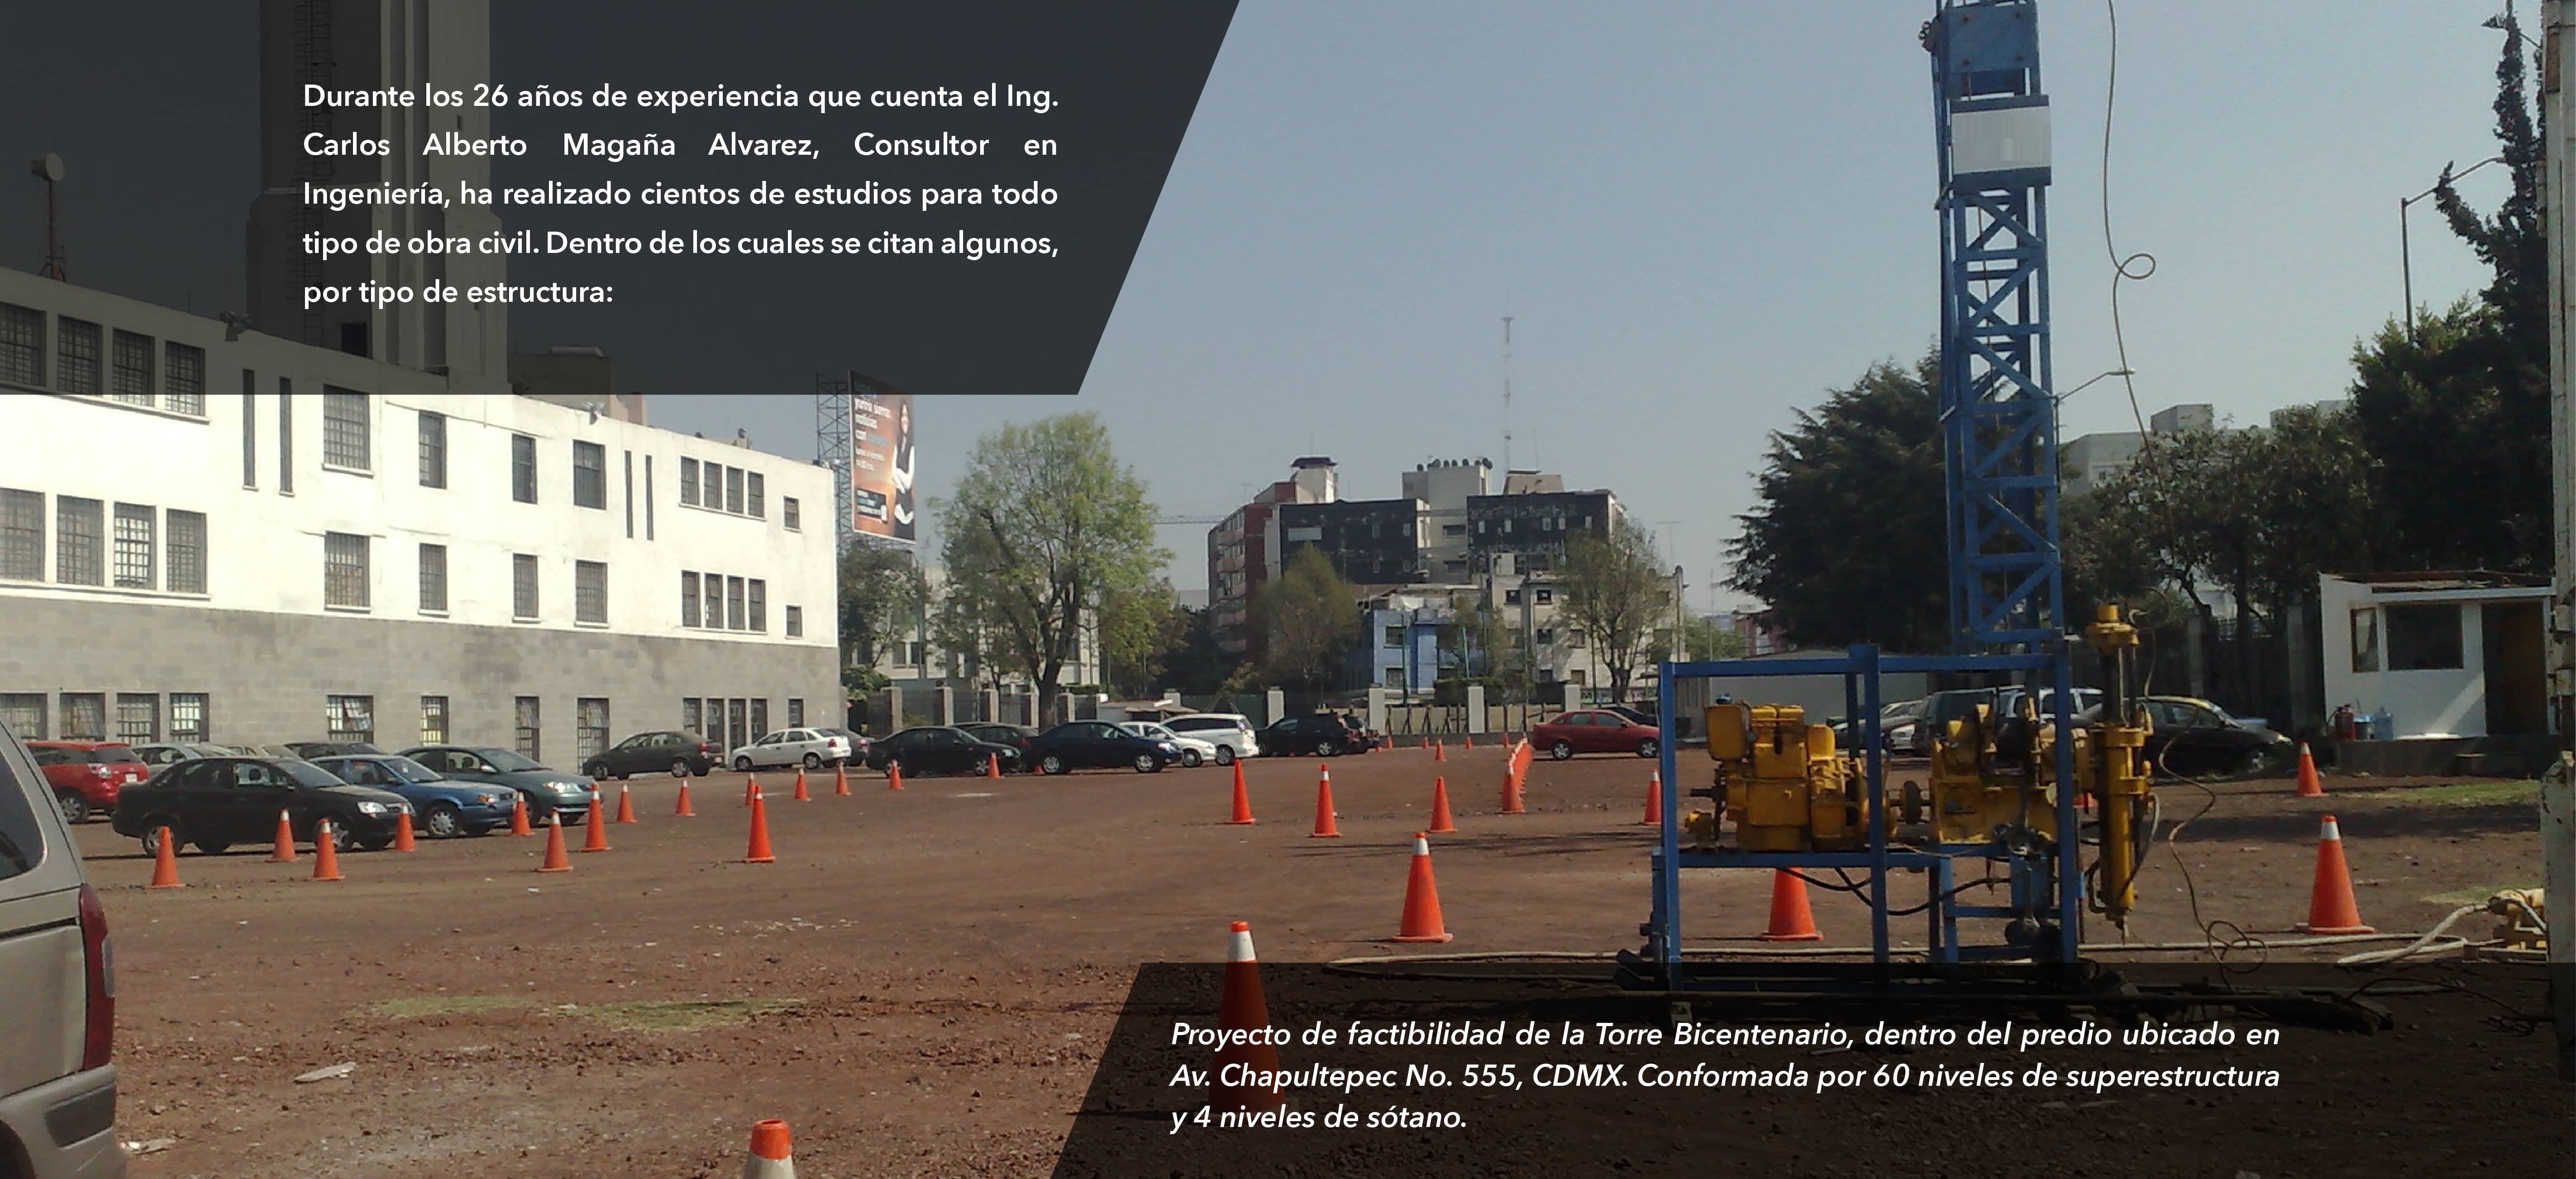 Durante los 26 años de experiencia que cuenta el Ing.
Carlos Alberto Magaña Alvarez, Consultor en
Ingeniería, ha realizado cientos de estudios para todo
tipo de obra civil. Dentro de los cuales se citan algunos,
por tipo de estructura:
noticias
con
Proyecto de factibilidad de la Torre Bicentenario, dentro del predio ubicado en
Av. Chapultepec No. 555, CDMX. Conformada por 60 niveles de superestructura
y 4 niveles de sótano.